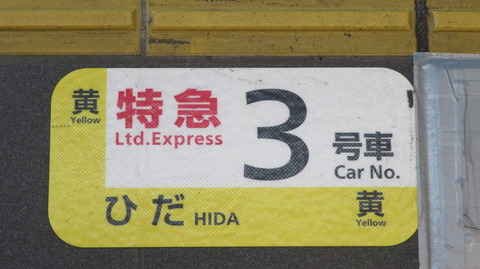 黄
Yellow
特急
Ltd.Express
3
号車
Car No.
ひだ HIDA
黄
Yellow